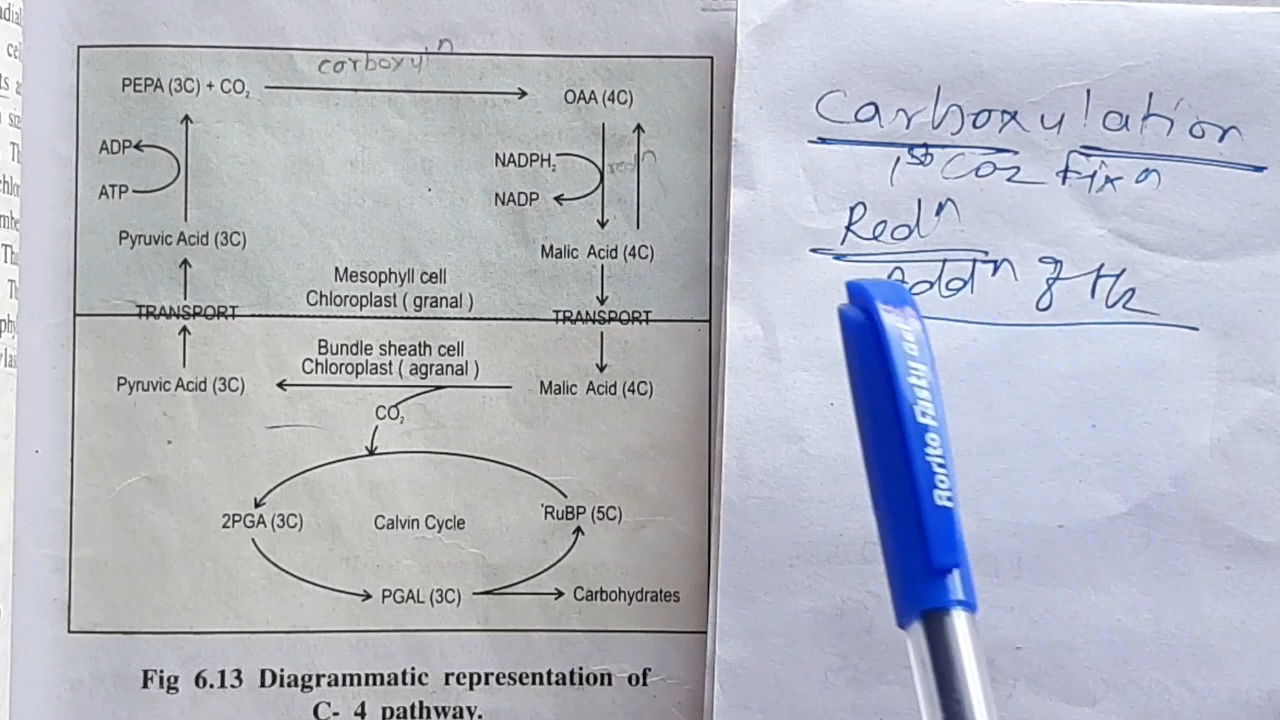 carboxylⁿ
PEPA (3C) + CO₂
OAA (4C)
ADP
ATP
NADPH₂
redⁿ
NADP
Pyruvic Acid (3C)
Malic Acid (4C)
Mesophyll cell
Chloroplast ( granal )
TRANSPORT
TRANSPORT
Bundle sheath cell
Chloroplast ( agranal )
Pyruvic Acid (3C)
Malic Acid (4C)
CO₂
2PGA (3C)
Calvin Cycle
RuBP (5C)
PGAL (3C)
Carbohydrates
Fig 6.13 Diagrammatic representation of
C- 4 pathway.
Carboxylation
1st CO2 Fixⁿ
Redⁿ
Addⁿ of H2
Rorito Fasty gel